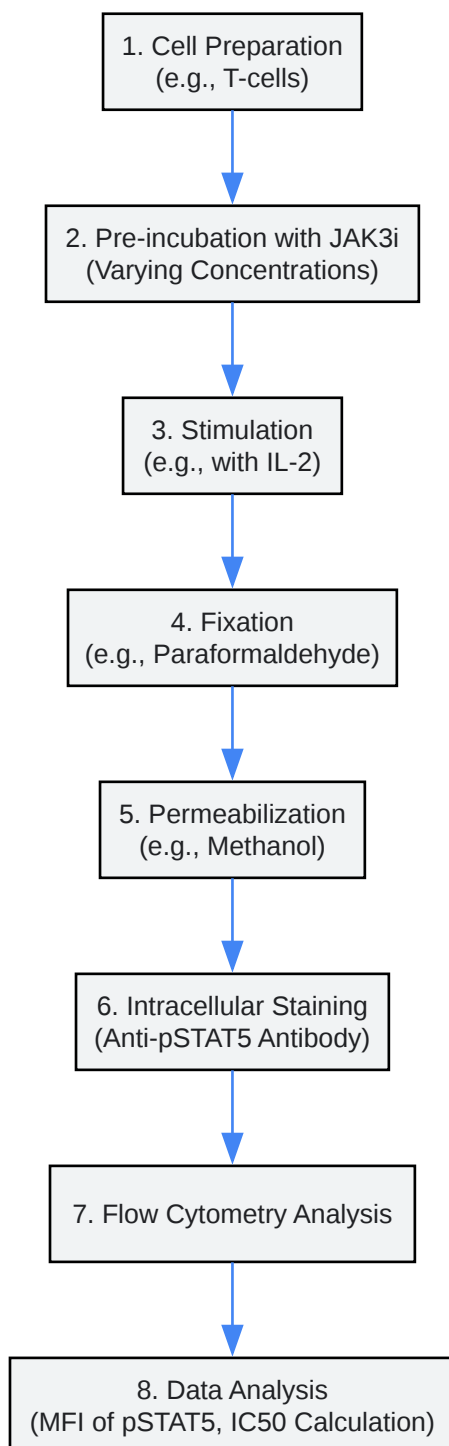 1. Cell Preparation
(e.g., T-cells)
2. Pre-incubation with JAK3i
(Varying Concentrations)
3. Stimulation
(e.g., with IL-2)
4. Fixation
(e.g., Paraformaldehyde)
5. Permeabilization
(e.g., Methanol)
6. Intracellular Staining
(Anti-pSTAT5 Antibody)
7. Flow Cytometry Analysis
8. Data Analysis
(MFI of pSTAT5, IC50 Calculation)